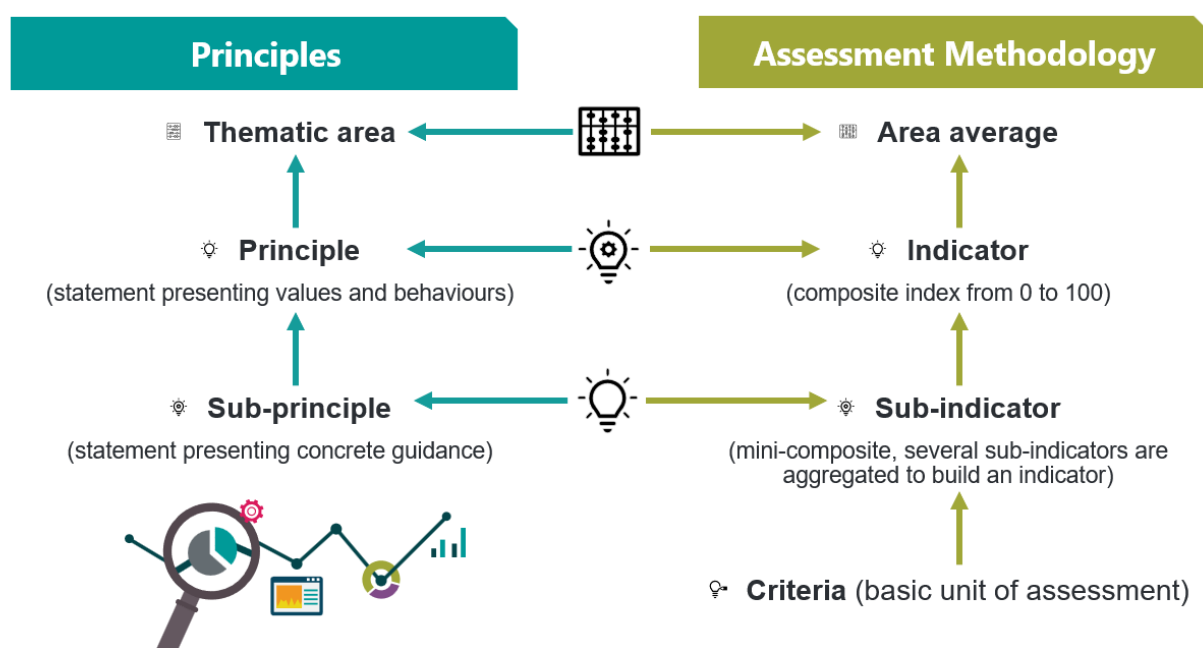 Principles
Assessment Methodology
Thematic area
Area average
Principle
(statement presenting values and behaviours)
Indicator
(composite index from 0 to 100)
Sub-principle
(statement presenting concrete guidance)
Sub-indicator
(mini-composite, several sub-indicators are
aggregated to build an indicator)
Criteria (basic unit of assessment)